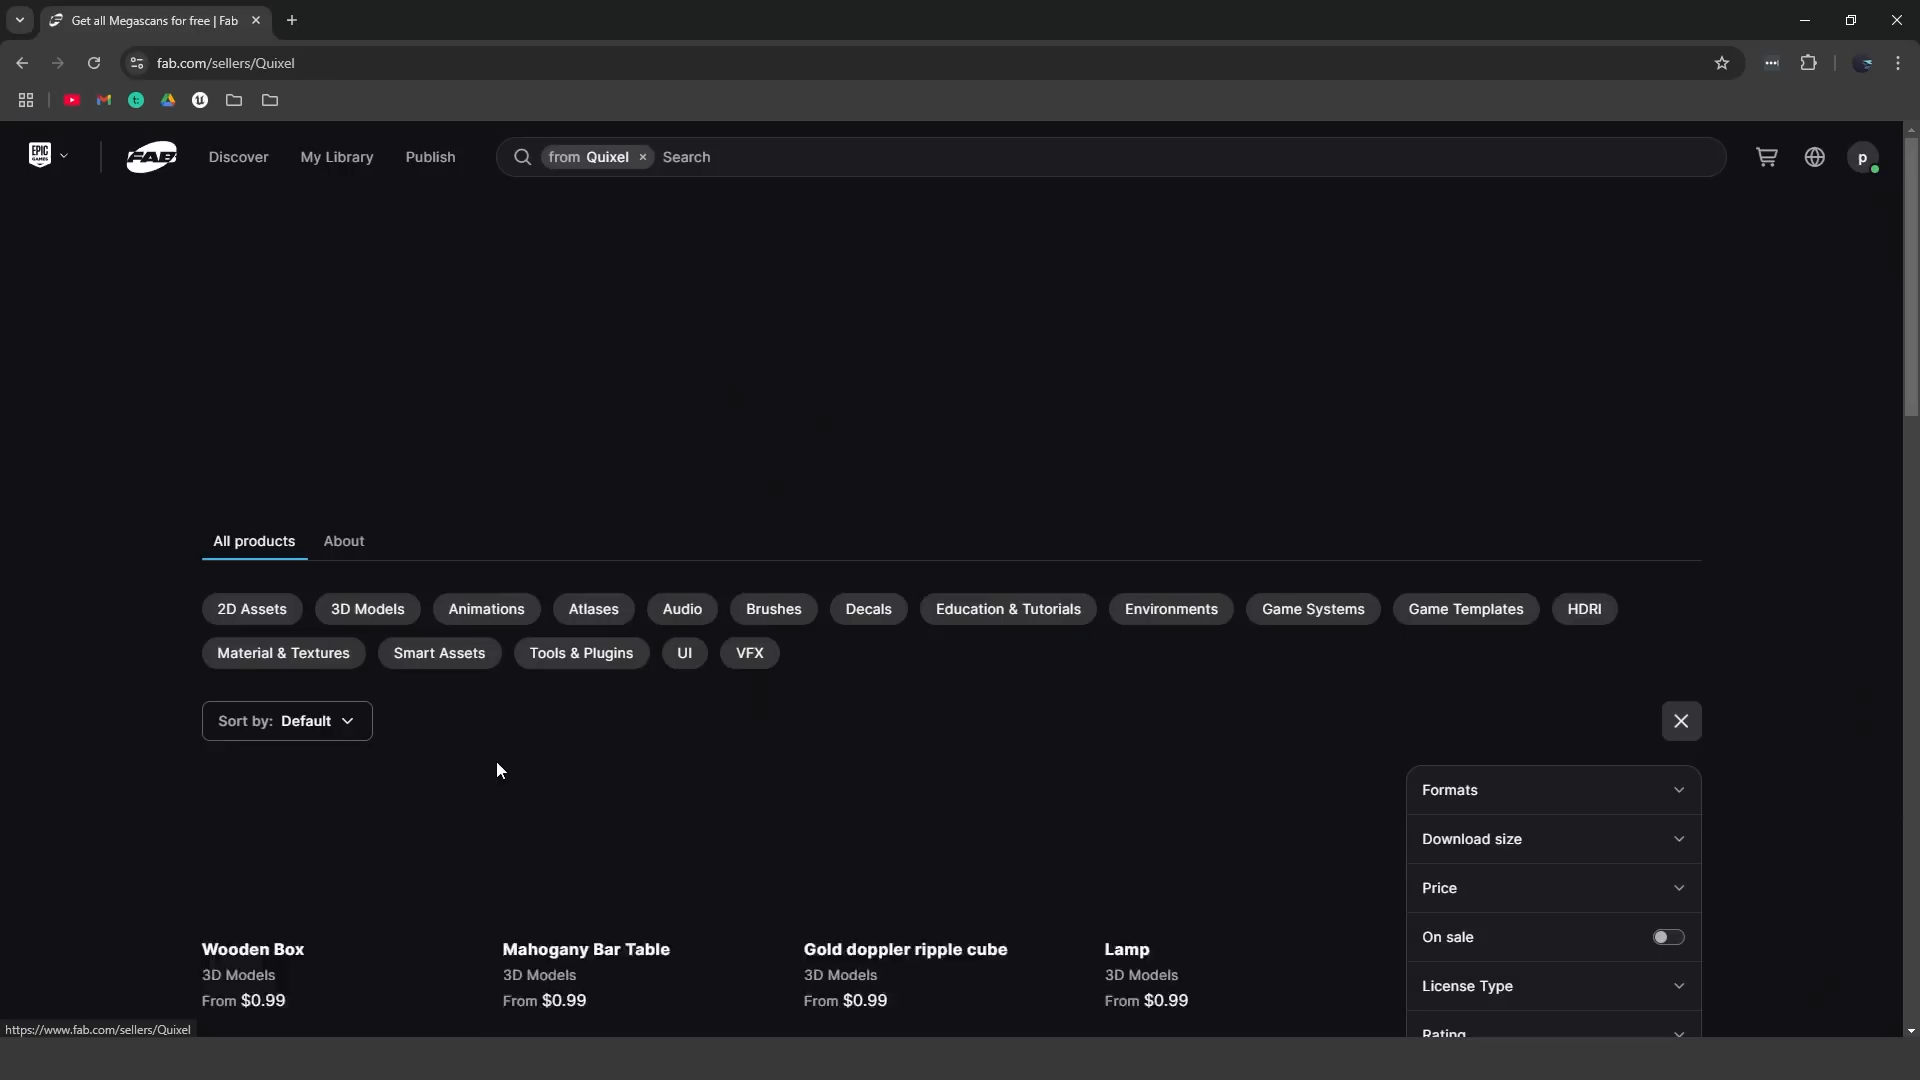 Get all Megascans for free | Fab
fab.com/sellers/Quixel
EPIC GAMES
FAB
Discover
My Library
Publish
from Quixel × Search
p
All products
About
2D Assets
3D Models
Animations
Atlases
Audio
Brushes
Decals
Education & Tutorials
Environments
Game Systems
Game Templates
HDRI
Material & Textures
Smart Assets
Tools & Plugins
UI
VFX
Sort by: Default
Formats
Download size
Price
On sale
License Type
Rating
Wooden Box
3D Models
From $0.99
Mahogany Bar Table
3D Models
From $0.99
Gold doppler ripple cube
3D Models
From $0.99
Lamp
3D Models
From $0.99
https://www.fab.com/sellers/Quixel